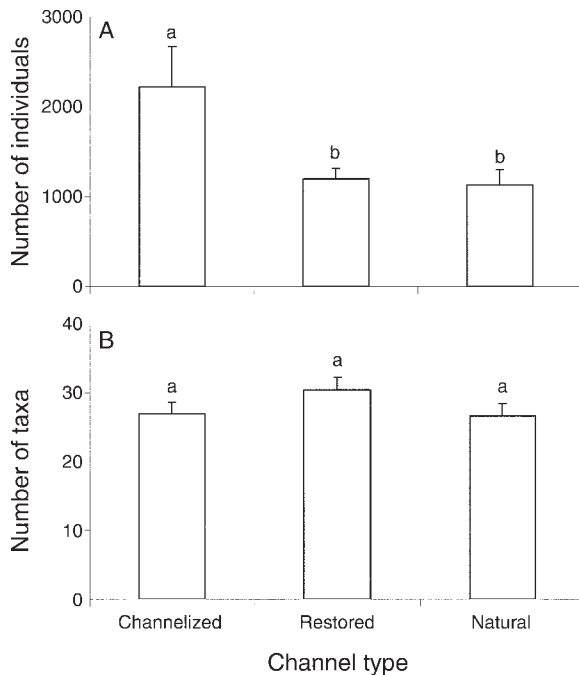 3000
A
a
2000
b
b
1000
0
Number of individuals
40
B
a
a
a
30
20
10
0
Number of taxa
Channelized Restored Natural
Channel type